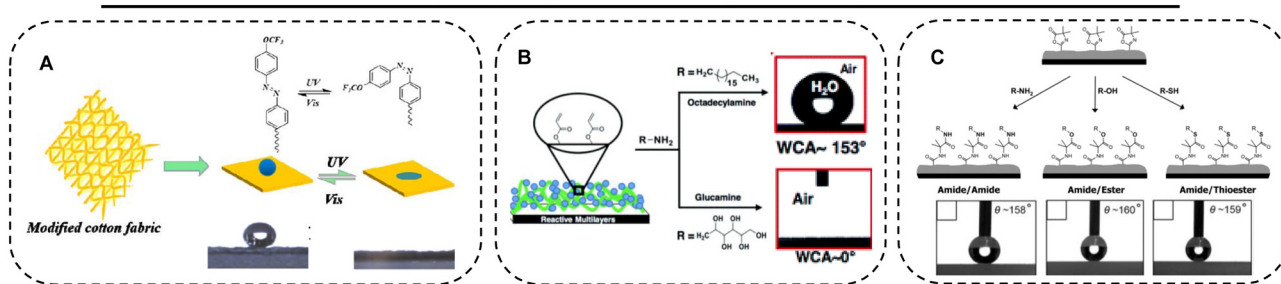 A
OCF₃
N
N
UV
Vis
F₃CO
N
N
UV
Vis
Modified cotton fabric
:
B
R-NH₂
Reactive Multilayers
R=H₂C
15
CH₃
Octadecylamine
Air
H₂O
WCA~ 153°
Glucamine
R=H₂C
OH
OH
OH
OH
OH
Air
WCA~0°
C
R-NH₂
R-OH
R-SH
Amide/Amide
Amide/Ester
Amide/Thioester
θ ~158°
θ ~160°
θ ~159°